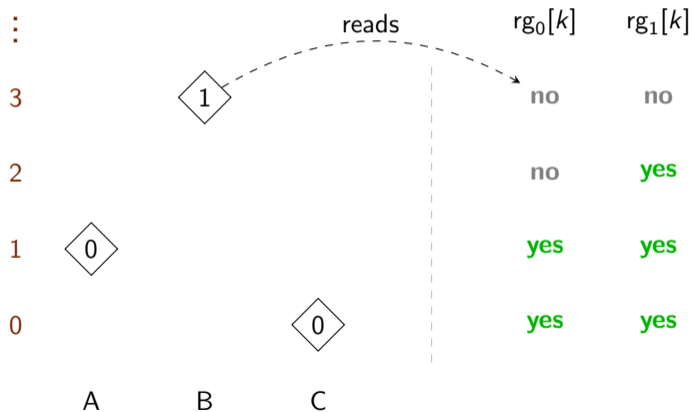 ⋮ reads rg₀[k] rg₁[k]
3 1 no no
2 no yes
1 0 yes yes
0 0 yes yes
A B C